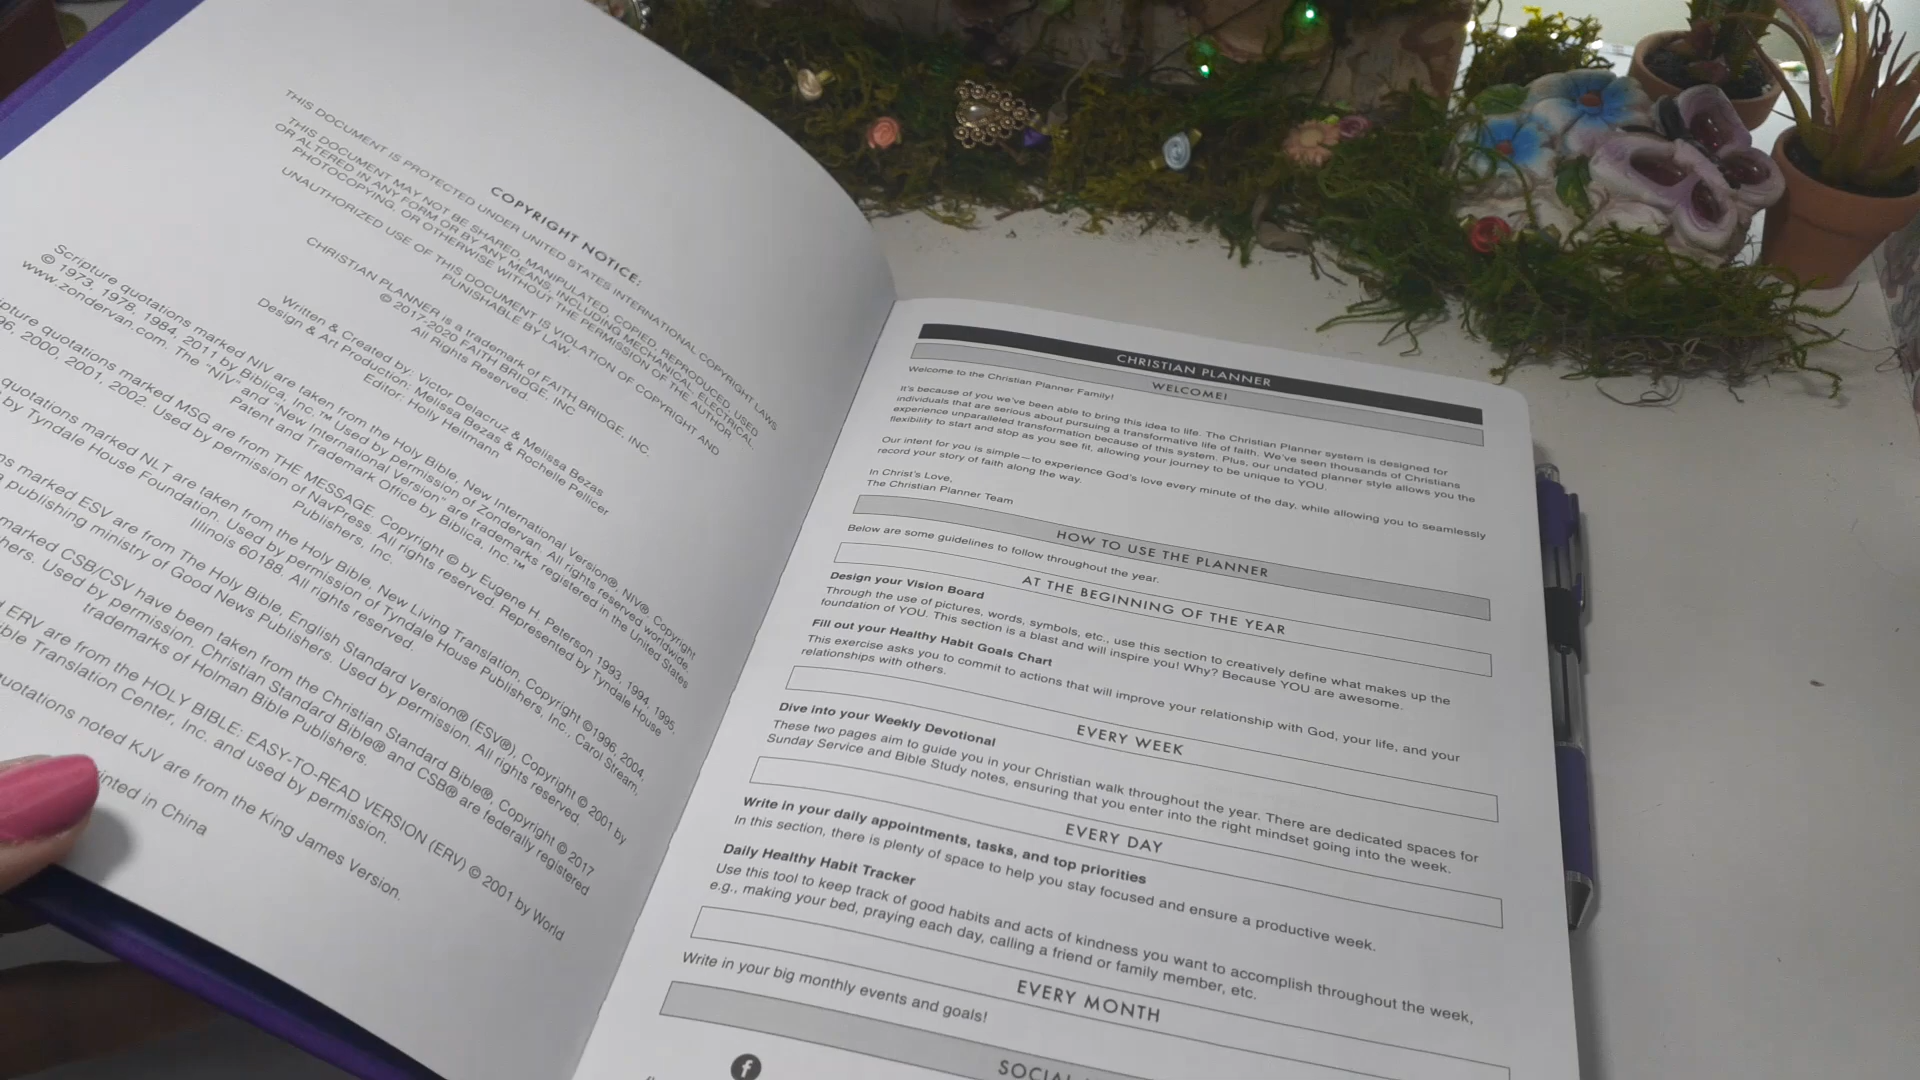 COPYRIGHT NOTICE:
THIS DOCUMENT IS PROTECTED UNDER UNITED STATES INTERNATIONAL COPYRIGHT LAWS
THIS DOCUMENT MAY NOT BE SHARED, MANIPULATED, COPIED, REPRODUCED, USED
OR ALTERED IN ANY FORM OR BY ANY MEANS, INCLUDING MECHANICAL, ELECTRICAL,
PHOTOCOPYING, OR OTHERWISE WITHOUT THE PERMISSION OF THE AUTHOR.
UNAUTHORIZED USE OF THIS DOCUMENT IS VIOLATION OF COPYRIGHT AND
PUNISHABLE BY LAW.
CHRISTIAN PLANNER is a trademark of FAITH BRIDGE, INC.
© 2017-2020 FAITH BRIDGE, INC
All Rights Reserved.
Written & Created by: Victor Delacruz & Melissa Bezas
Design & Art Production: Melissa Bezas & Rochelle Pellicer
Editor: Holly Heitmann
Scripture quotations marked NIV are taken from the Holy Bible, New International Version®, NIV®. Copyright
© 1973, 1978, 1984, 2011 by Biblica, Inc.™ Used by permission of Zondervan. All rights reserved worldwide.
www.zondervan.com. The "NIV" and "New International Version" are trademarks registered in the United States
Patent and Trademark Office by Biblica, Inc.™
quotations marked MSG are from THE MESSAGE. Copyright © by Eugene H. Peterson 1993, 1994, 1995,
2000, 2001, 2002. Used by permission of NavPress. All rights reserved. Represented by Tyndale House
Publishers, Inc.
quotations marked NLT are taken from the Holy Bible, New Living Translation, Copyright ©1996, 2004,
by Tyndale House Foundation. Used by permission of Tyndale House Publishers, Inc., Carol Stream,
Illinois 60188. All rights reserved.
marked ESV are from The Holy Bible, English Standard Version® (ESV®), Copyright © 2001 by
publishing ministry of Good News Publishers. Used by permission. All rights reserved.
marked CSB/CSV have been taken from the Christian Standard Bible®, Copyright © 2017
Used by permission. Christian Standard Bible® and CSB® are federally registered
trademarks of Holman Bible Publishers.
ERV are from the HOLY BIBLE: EASY-TO-READ VERSION (ERV) © 2001 by World
Bible Translation Center, Inc. and used by permission.
quotations noted KJV are from the King James Version.
in China
CHRISTIAN PLANNER
WELCOME!
Welcome to the Christian Planner Family!
It's because of you we've been able to bring this idea to life. The Christian Planner system is designed for
individuals that are serious about pursuing a transformative life of faith. We've seen thousands of Christians
experience unparalleled transformation because of this system. Plus, our undated planner style allows you the
flexibility to start and stop as you see fit, allowing your journey to be unique to YOU.
Our intent for you is simple—to experience God's love every minute of the day, while allowing you to seamlessly
record your story of faith along the way.
In Christ's Love,
The Christian Planner Team
HOW TO USE THE PLANNER
Below are some guidelines to follow throughout the year.
AT THE BEGINNING OF THE YEAR
Design your Vision Board
Through the use of pictures, words, symbols, etc., use this section to creatively define what makes up the
foundation of YOU. This section is a blast and will inspire you! Why? Because YOU are awesome.
Fill out your Healthy Habit Goals Chart
This exercise asks you to commit to actions that will improve your relationship with God, your life, and your
relationships with others.
EVERY WEEK
Dive into your Weekly Devotional
These two pages aim to guide you in your Christian walk throughout the year. There are dedicated spaces for
Sunday Service and Bible Study notes, ensuring that you enter into the right mindset going into the week.
EVERY DAY
Write in your daily appointments, tasks, and top priorities
In this section, there is plenty of space to help you stay focused and ensure a productive week.
Daily Healthy Habit Tracker
Use this tool to keep track of good habits and acts of kindness you want to accomplish throughout the week,
e.g., making your bed, praying each day, calling a friend or family member, etc.
EVERY MONTH
Write in your big monthly events and goals!
SOCIAL
f